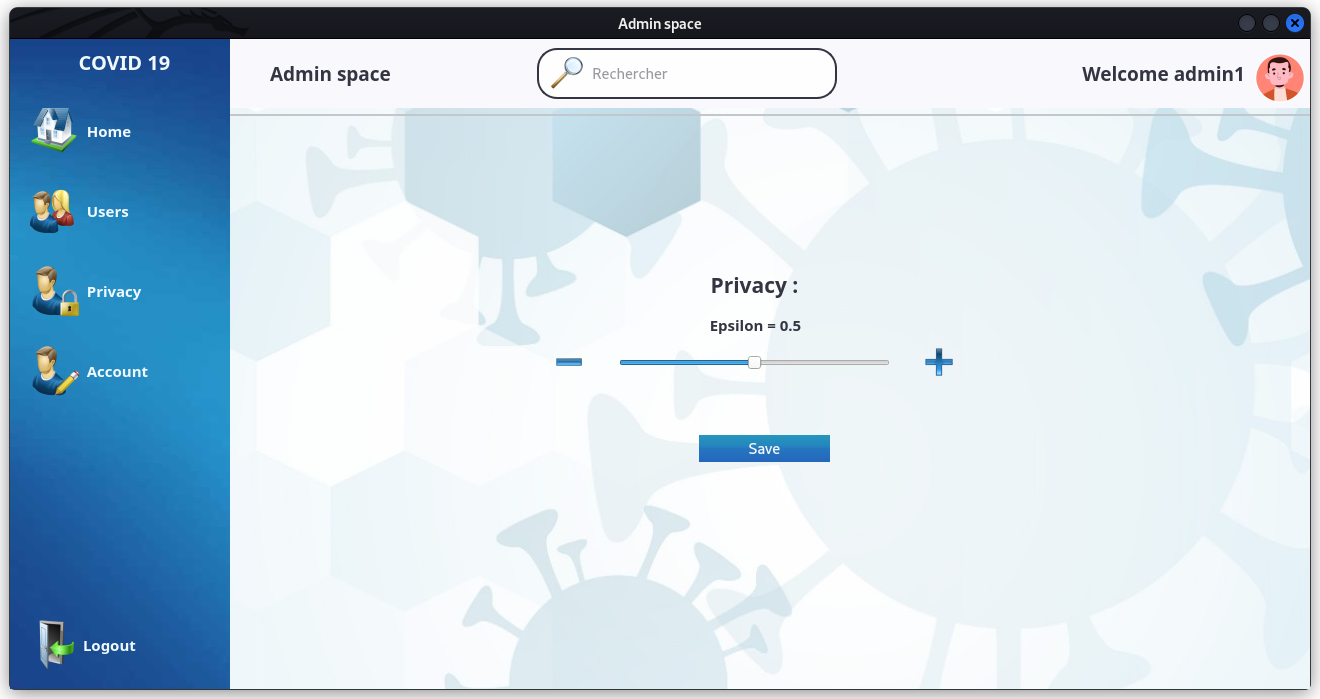 Admin space
COVID 19
Home
Users
Privacy
Account
Logout
Admin space
Rechercher
Welcome admin1
Privacy :
Epsilon = 0.5
Save